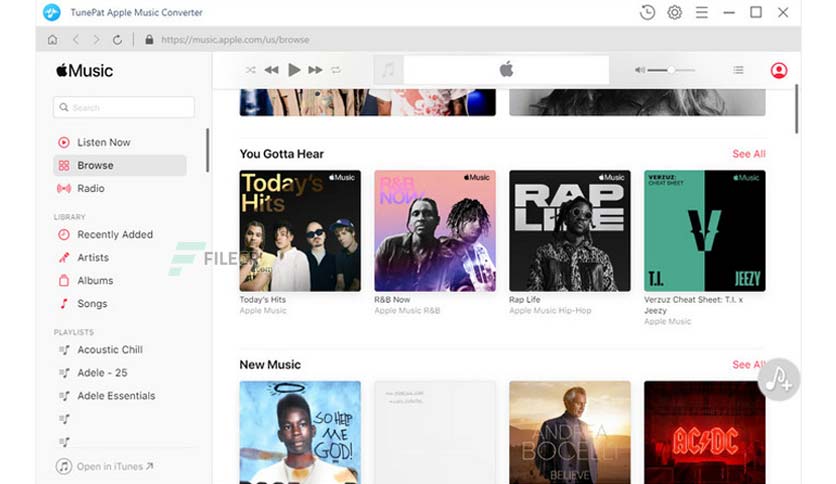 TunePat Apple Music Converter
https://music.apple.com/us/browse
Music
Search
Listen Now
Browse
Radio
LIBRARY
Recently Added
Artists
Albums
Songs
PLAYLISTS
Acoustic Chill
Adele - 25
Adele Essentials
Open in iTunes
FILECR
.com
You Gotta Hear
See All
Today's
Hits
Music
R&B
NOW
Music
RAP
LIFE
Music
VERZUZ:
CHEAT SHEET
Music
V
T.I.
JEEZY
Today's Hits
Apple Music
R&B Now
Apple Music R&B
Rap Life
Apple Music Hip-Hop
Verzuz Cheat Sheet: T.I. x
Jeezy
Apple Music
New Music
See All
SO HELP
ME
GOD!
ANDREA
BOCELLI
BELIEVE
AC/DC